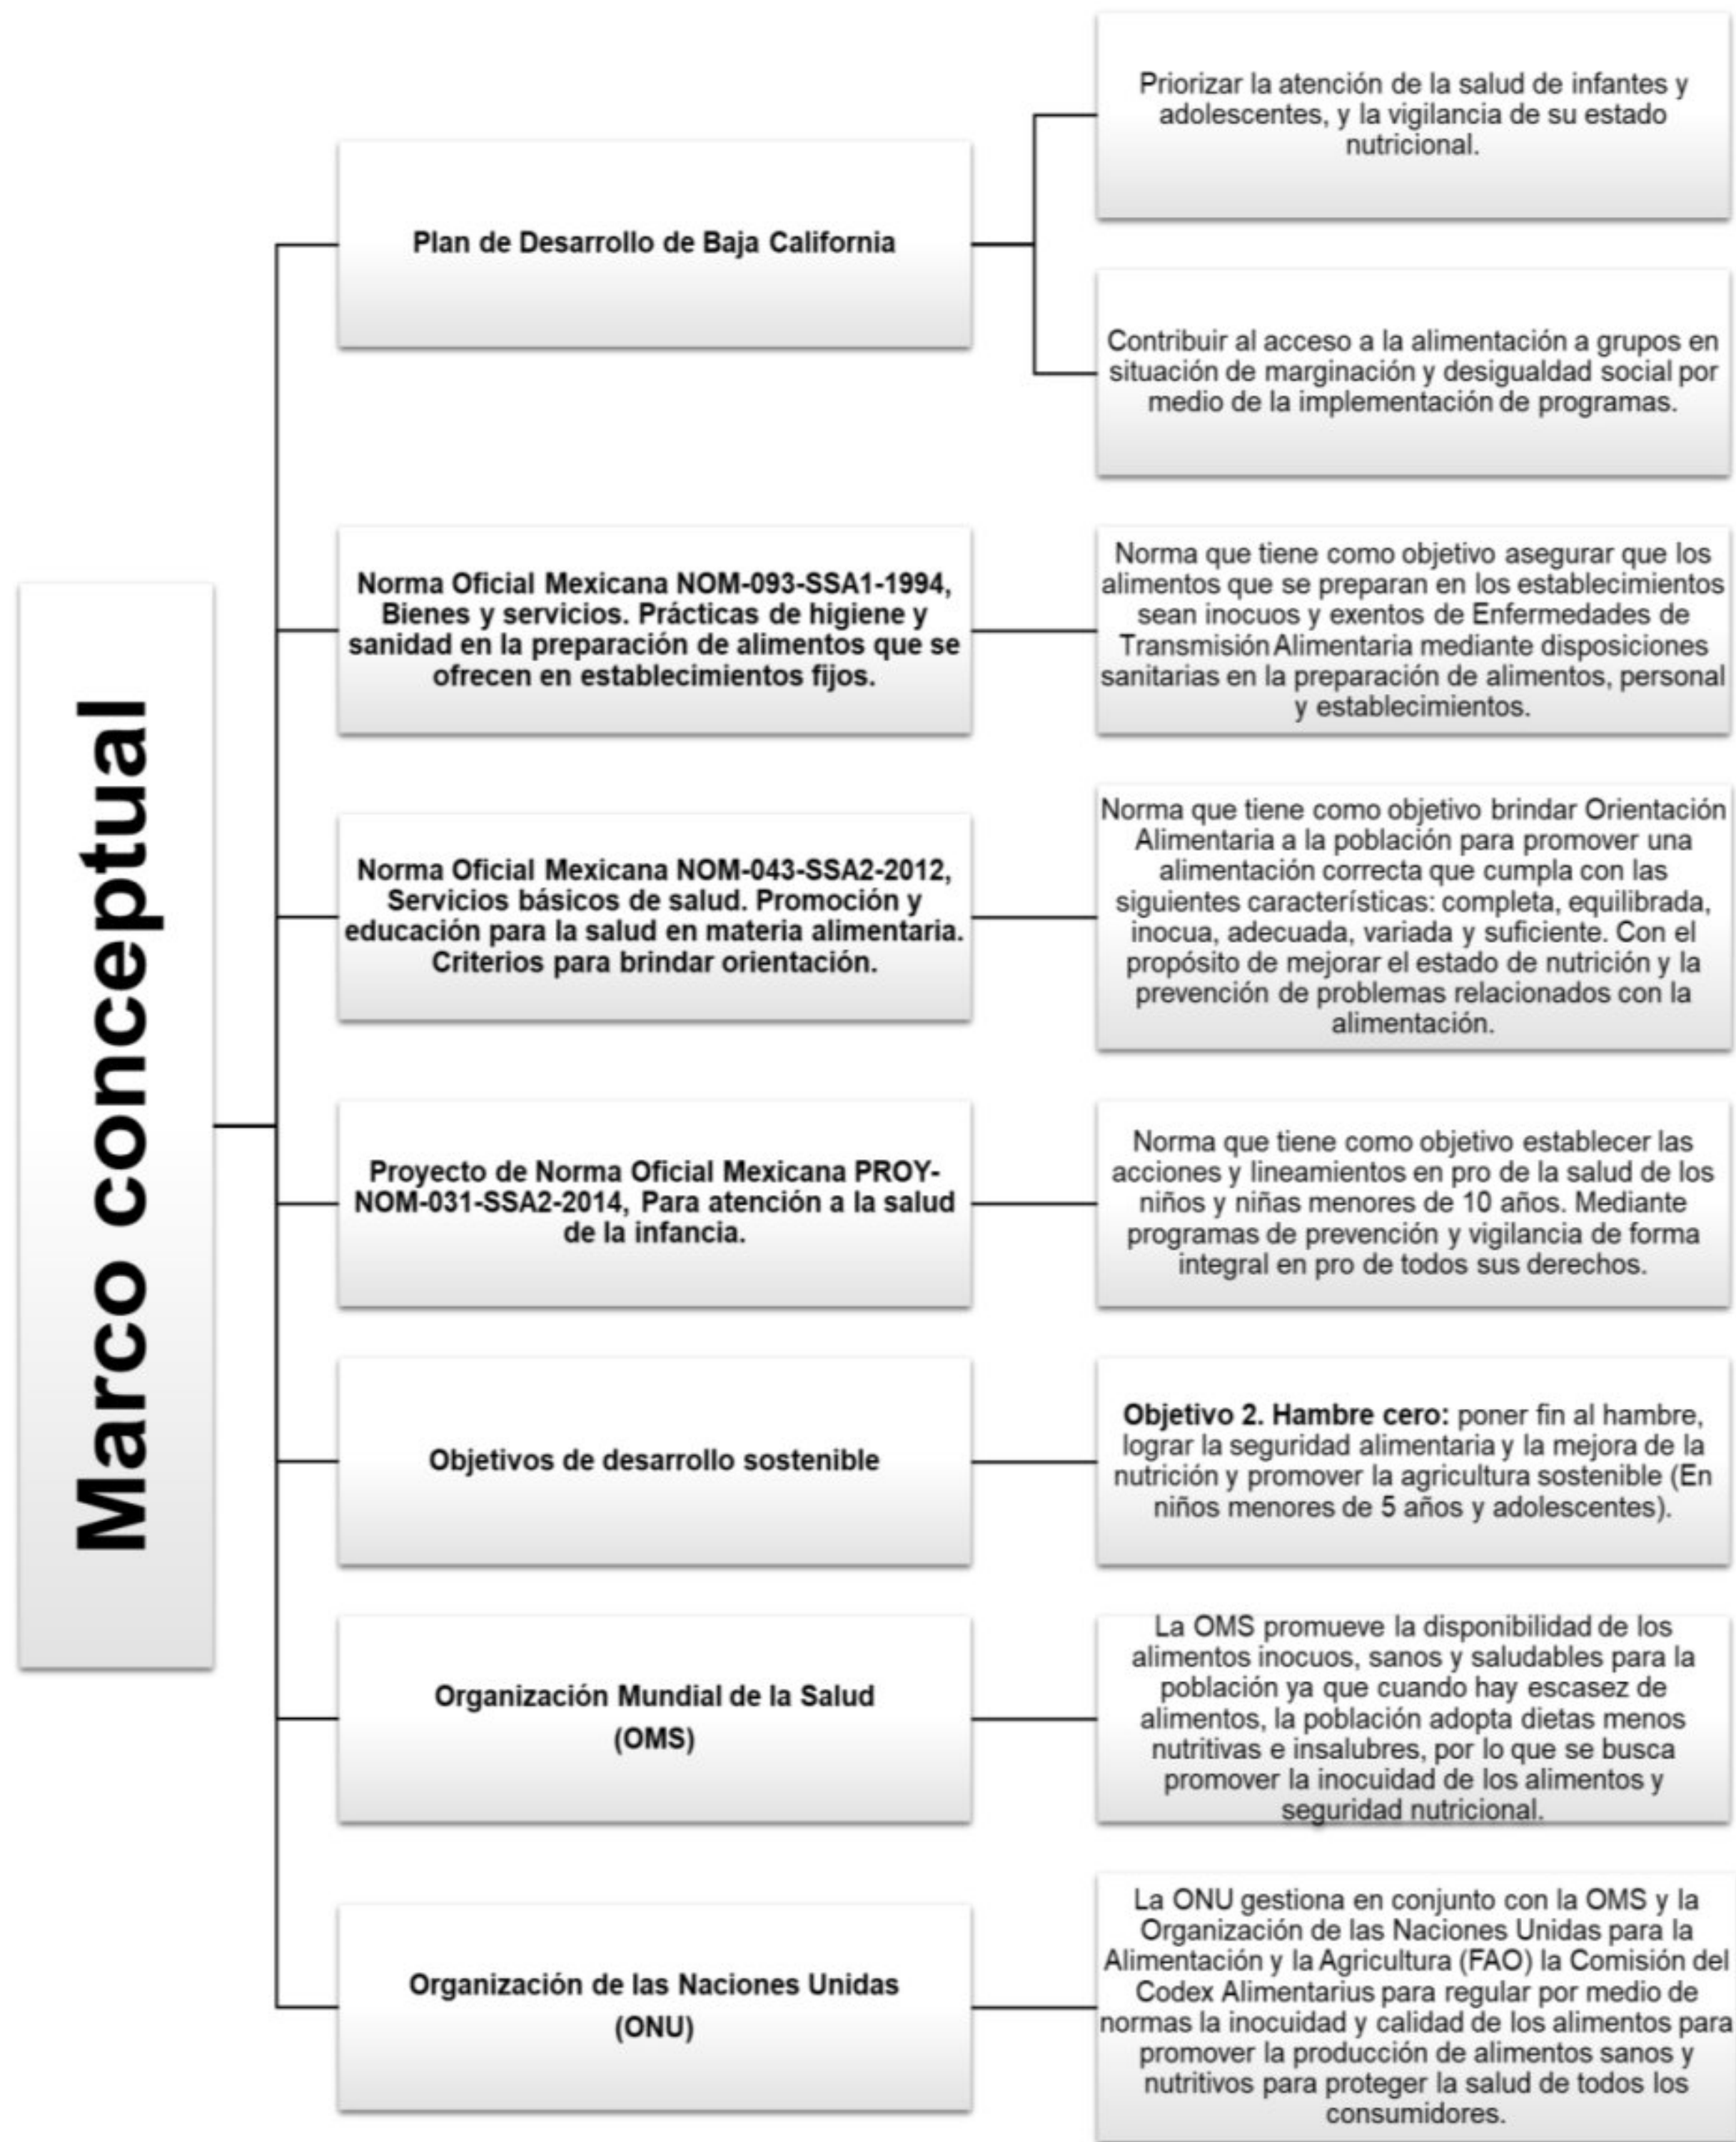 Marco conceptual
Plan de Desarrollo de Baja California
Priorizar la atención de la salud de infantes y
adolescentes, y la vigilancia de su estado
nutricional.
Contribuir al acceso a la alimentación a grupos en
situación de marginación y desigualdad social por
medio de la implementación de programas.
Norma Oficial Mexicana NOM-093-SSA1-1994,
Bienes y servicios. Prácticas de higiene y
sanidad en la preparación de alimentos que se
ofrecen en establecimientos fijos.
Norma que tiene como objetivo asegurar que los
alimentos que se preparan en los establecimientos
sean inocuos y exentos de Enfermedades de
Transmisión Alimentaria mediante disposiciones
sanitarias en la preparación de alimentos, personal
y establecimientos.
Norma Oficial Mexicana NOM-043-SSA2-2012,
Servicios básicos de salud. Promoción y
educación para la salud en materia alimentaria.
Criterios para brindar orientación.
Norma que tiene como objetivo brindar Orientación
Alimentaria a la población para promover una
alimentación correcta que cumpla con las
siguientes características: completa, equilibrada,
inocua, adecuada, variada y suficiente. Con el
propósito de mejorar el estado de nutrición y la
prevención de problemas relacionados con la
alimentación.
Proyecto de Norma Oficial Mexicana PROY-
NOM-031-SSA2-2014, Para atención a la salud
de la infancia.
Norma que tiene como objetivo establecer las
acciones y lineamientos en pro de la salud de los
niños y niñas menores de 10 años. Mediante
programas de prevención y vigilancia de forma
integral en pro de todos sus derechos.
Objetivos de desarrollo sostenible
Objetivo 2. Hambre cero: poner fin al hambre,
lograr la seguridad alimentaria y la mejora de la
nutrición y promover la agricultura sostenible (En
niños menores de 5 años y adolescentes).
Organización Mundial de la Salud
(OMS)
La OMS promueve la disponibilidad de los
alimentos inocuos, sanos y saludables para la
población ya que cuando hay escasez de
alimentos, la población adopta dietas menos
nutritivas e insalubres, por lo que se busca
promover la inocuidad de los alimentos y
seguridad nutricional.
Organización de las Naciones Unidas
(ONU)
La ONU gestiona en conjunto con la OMS y la
Organización de las Naciones Unidas para la
Alimentación y la Agricultura (FAO) la Comisión del
Codex Alimentarius para regular por medio de
normas la inocuidad y calidad de los alimentos para
promover la producción de alimentos sanos y
nutritivos para proteger la salud de todos los
consumidores.